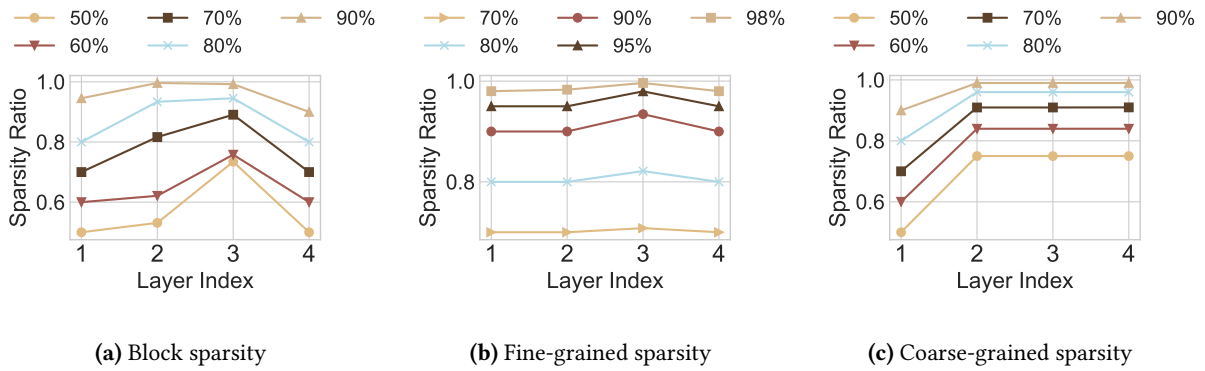 50% 70% 90%
60% 80%
1.0
0.8
0.6
Sparsity Ratio
1 2 3 4
Layer Index
(a) Block sparsity
70% 90% 98%
80% 95%
1.0
0.8
Sparsity Ratio
1 2 3 4
Layer Index
(b) Fine-grained sparsity
50% 70% 90%
60% 80%
1.0
0.8
0.6
Sparsity Ratio
1 2 3 4
Layer Index
(c) Coarse-grained sparsity